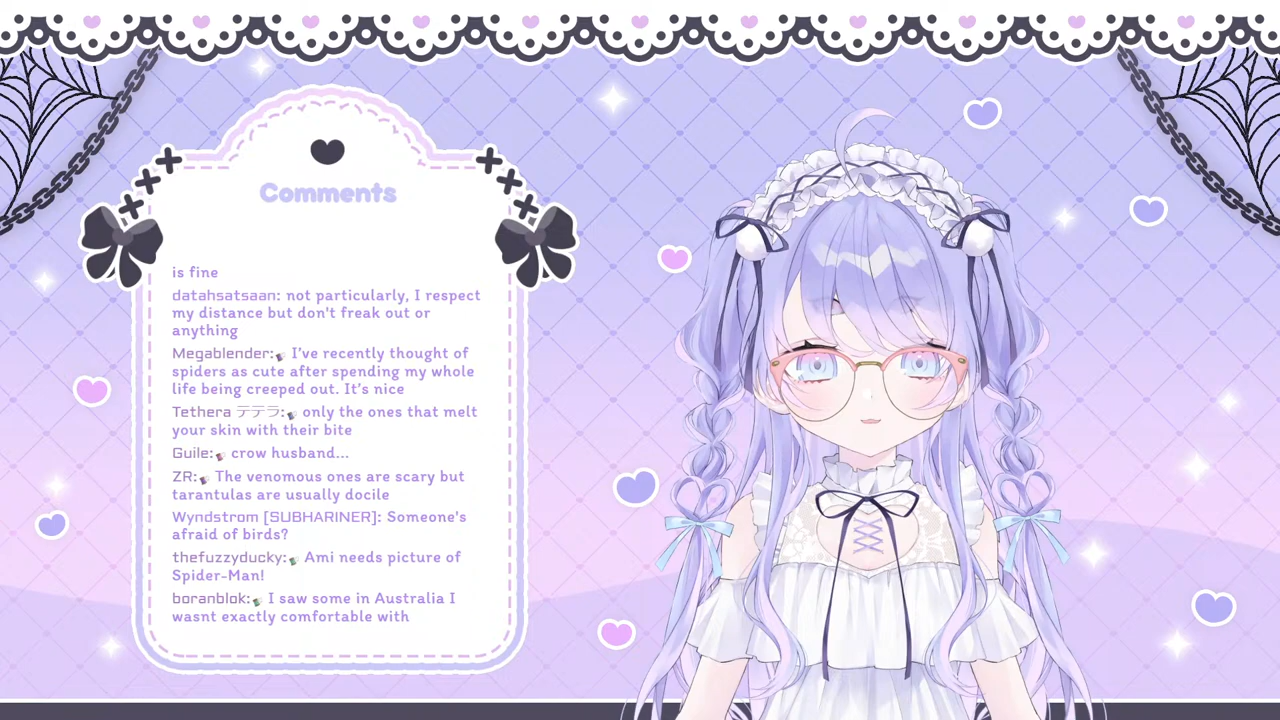 Comments
is fine
datahsatsaan: not particularly, I respect
my distance but don't freak out or
anything
Megablender: I've recently thought of
spiders as cute after spending my whole
life being creeped out. It's nice
Tethera テテラ: only the ones that melt
your skin with their bite
Guile: crow husband...
ZR: The venomous ones are scary but
tarantulas are usually docile
Wyndstrom [SUBHARINER]: Someone's
afraid of birds?
thefuzzyducky: Ami needs picture of
Spider-Man!
boranblok: I saw some in Australia I
wasnt exactly comfortable with